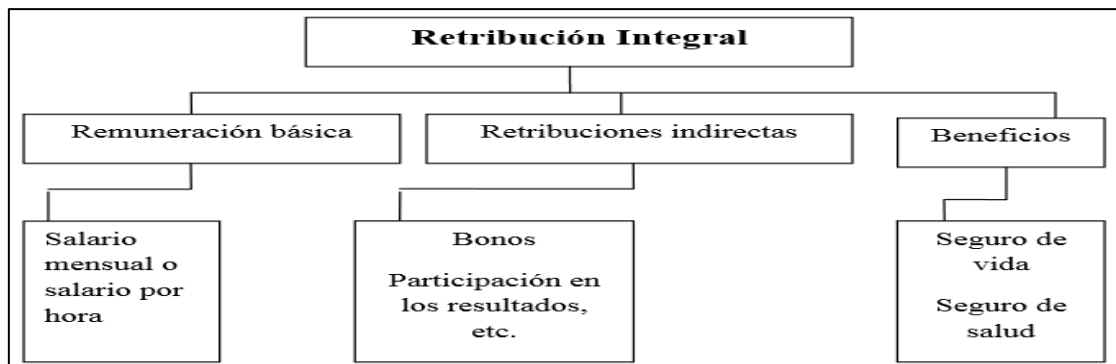 Retribución Integral
Remuneración básica
Retribuciones indirectas
Beneficios
Salario
mensual o
salario por
hora
Bonos
Participación en
los resultados,
etc.
Seguro de
vida
Seguro de
salud